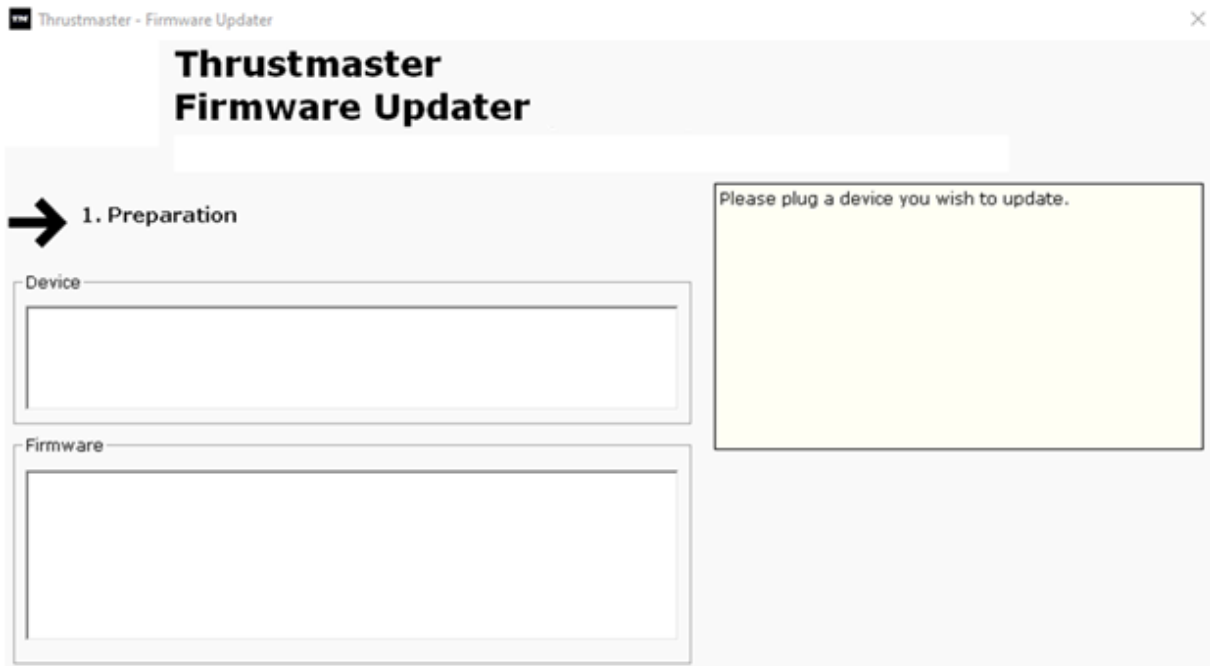 Thrustmaster - Firmware Updater
Thrustmaster
Firmware Updater
1. Preparation
Please plug a device you wish to update.
Device
Firmware